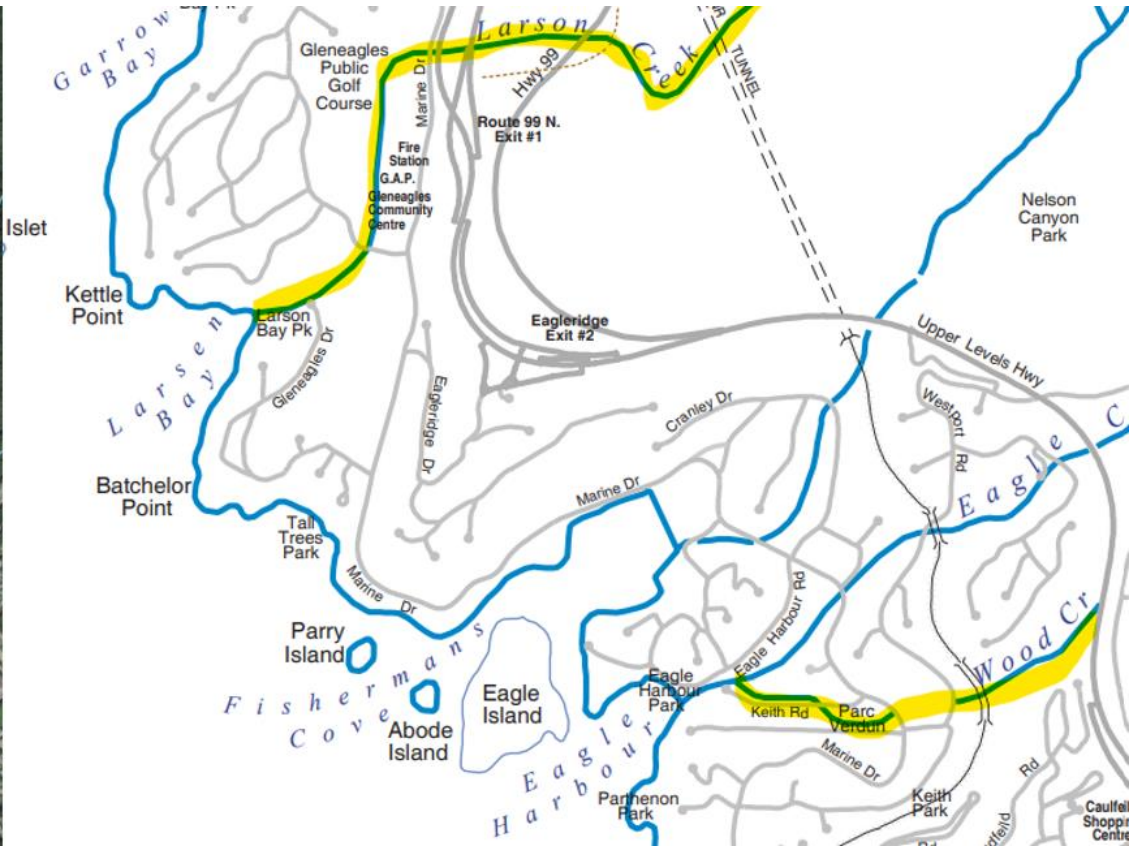 Garrow
Bay
Larson
Creek
Gleneagles
Public
Golf
Course
Marine Dr
Hwy 99
TUNNEL
Route 99 N.
Exit #1
Fire
Station
G.A.P.
Gleneagles
Community
Centre
Nelson
Canyon
Park
Islet
Kettle
Point
Larson
Bay Pk
Larsen
Bay
Gleneagles Dr
Eagleridge
Exit #2
Upper Levels Hwy
Eagleridge Dr
Cranley Dr
Westport Rd
Eagle C
Batchelor
Point
Marine Dr
Tall
Trees
Park
Marine Dr
Eagle Harbour Rd
Parry
Island
Fishermans
Cove
Abode
Island
Eagle
Island
Eagle
Harbour
Park
Wood Cr
Keith Rd
Parc
Verdun
Marine Dr
Eagle
Harbour
Parthenon
Park
Keith
Park
Rd
Caulfeil
Shoppin
Centre